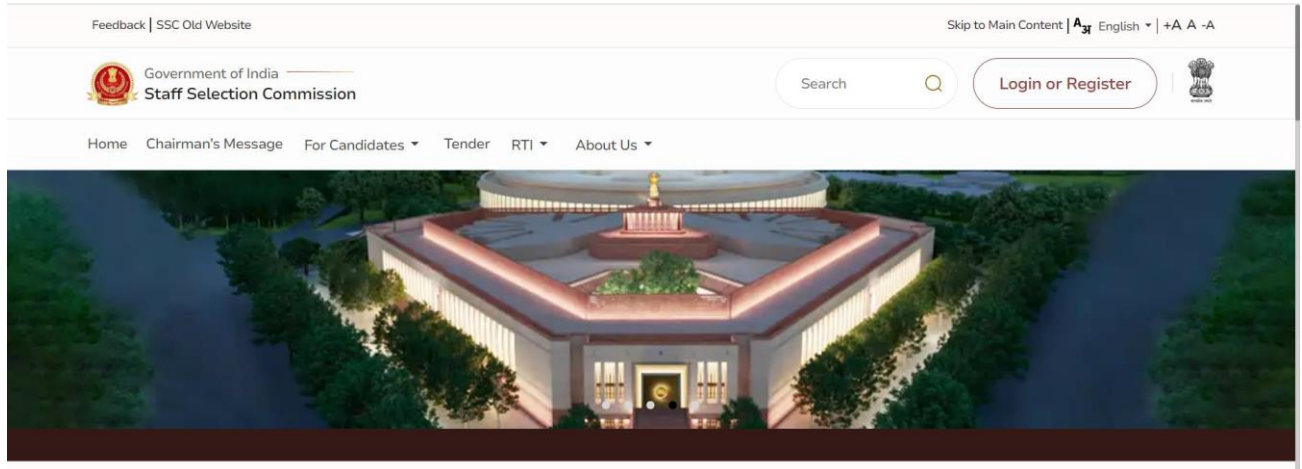 Feedback | SSC Old Website
Skip to Main Content | Aअ English | +A A -A
Government of India
Staff Selection Commission
Search
Login or Register
Home Chairman's Message For Candidates Tender RTI About Us